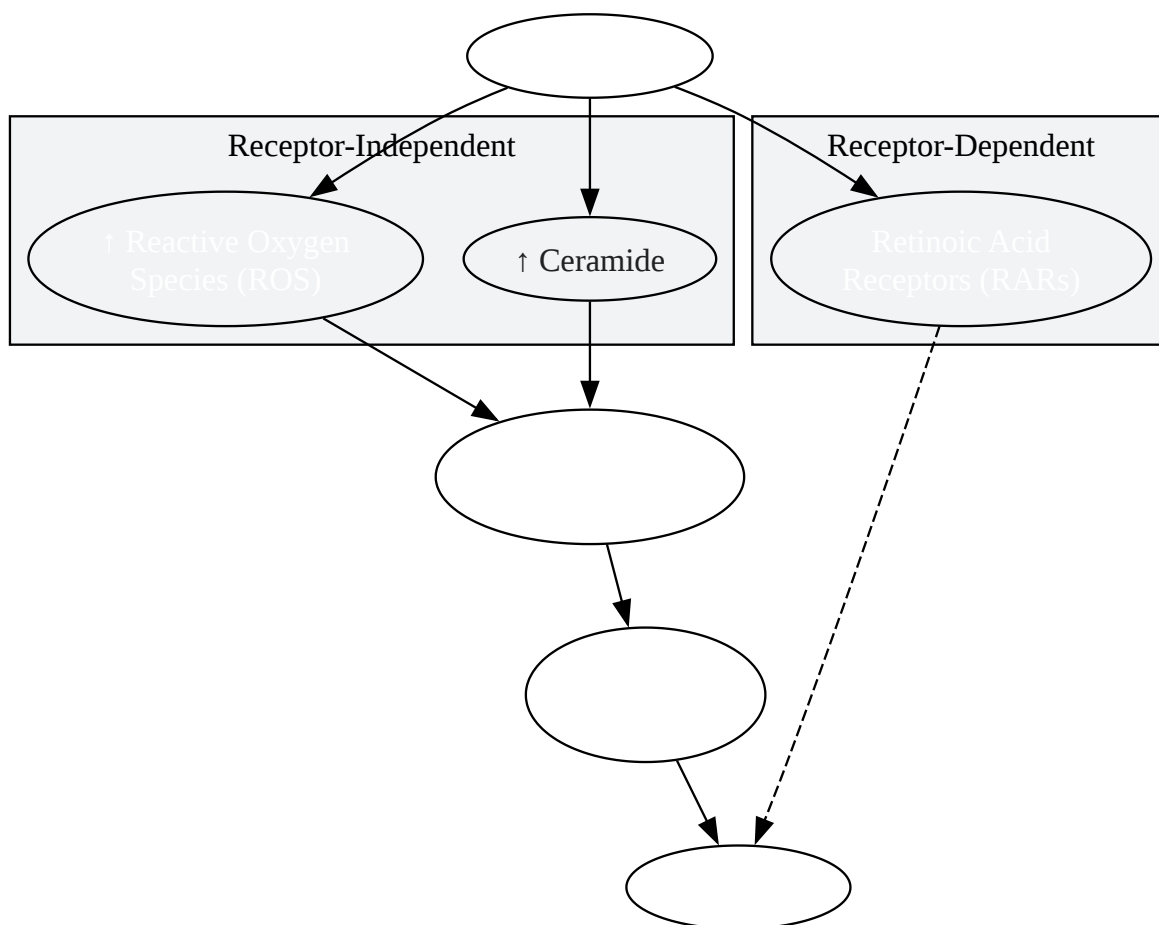 Receptor-Independent
Receptor-Dependent
↑ Reactive Oxygen
Species (ROS)
↑ Ceramide
Retinoic Acid
Receptors (RARs)